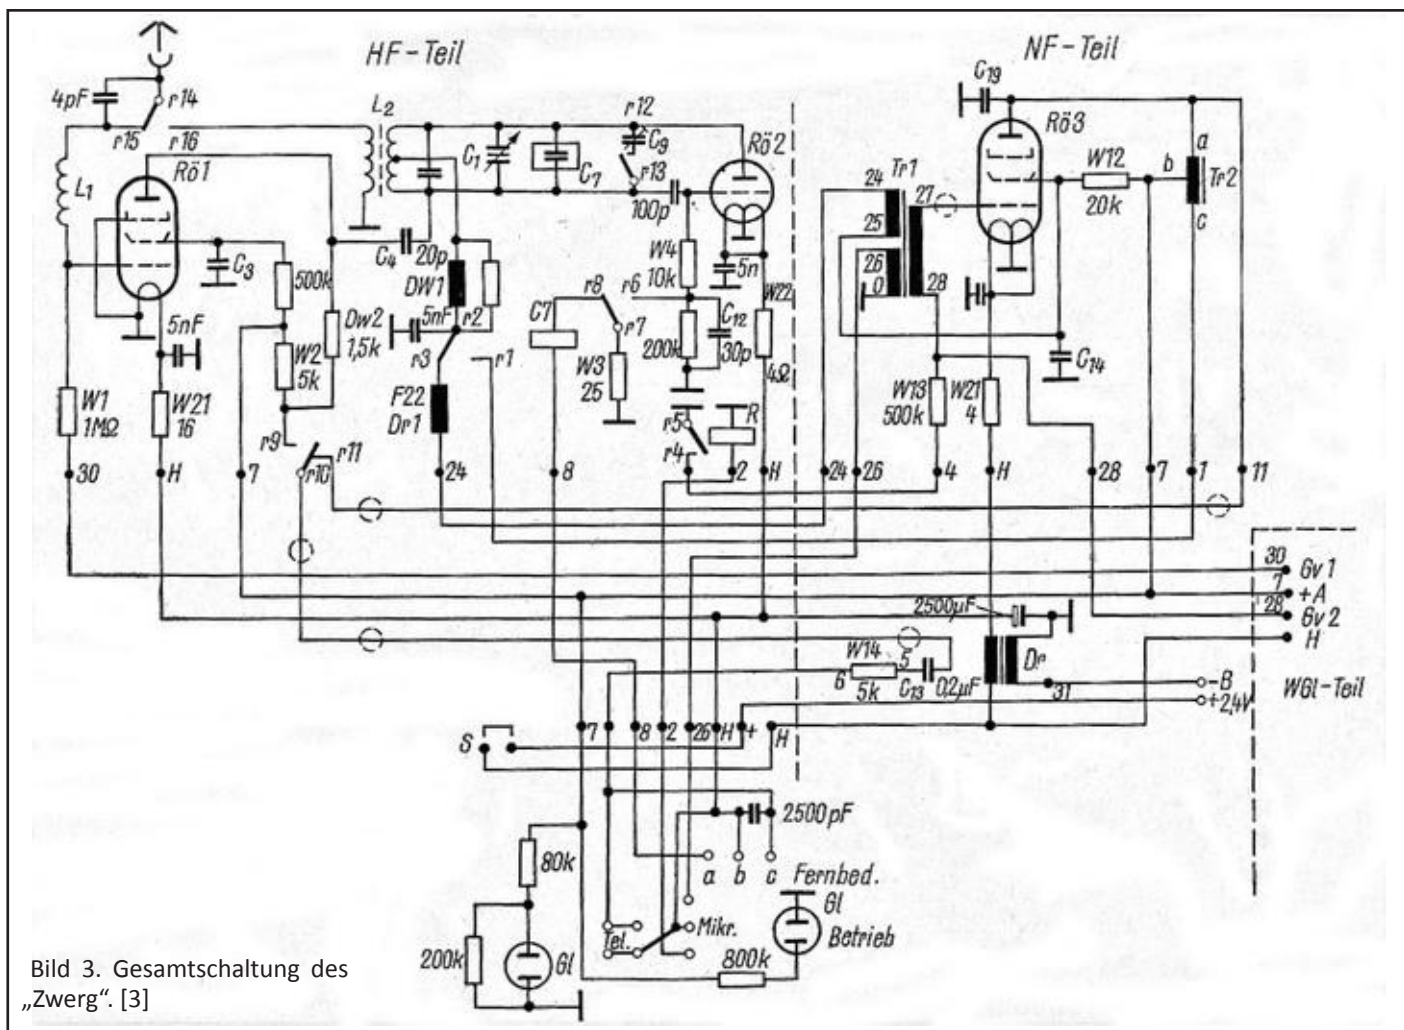 HF-Teil
NF-Teil
4pF
r14
r15
r16
L1
Rö1
L2
C1
C7
r12
C9
r13
100p
Rö2
C19
Rö3
W12
20k
a
b
c
Tr2
Tr1
24
25
26
0
27
28
C3
500k
W2
5k
Dw2
1,5k
C4
20p
DW1
5nF
r2
r3
r1
F22
Dr1
C7
r8
r6
r7
W3
25
W4
10k
200k
C12
30p
5n
W22
4Ω
R
r5
r4
C14
W13
500k
W21
4
5nF
W1
1MΩ
W21
16
r9
r10
r11
30
H
7
24
8
2
H
24
26
4
H
28
7
1
11
30
Gv1
7
+A
28
Gv2
H
2500μF
Dr
31
-B
+2,4V
WGl-Teil
W14
6
5k
5
C13
0,2μF
S
7
8
2
26
H
+
H
2500pF
a
b
c
Fernbed.
Gl
Betrieb
80k
200k
Gl
Tel.
Mikr.
800k
Bild 3. Gesamtschaltung des
„Zwerg“. [3]